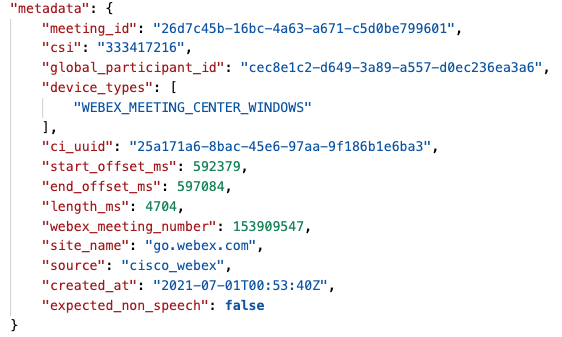 "metadata": {
"meeting_id": "26d7c45b-16bc-4a63-a671-c5d0be799601",
"csi": "333417216",
"global_participant_id": "cec8e1c2-d649-3a89-a557-d0ec236ea3a6",
"device_types": [
"WEBEX_MEETING_CENTER_WINDOWS"
],
"ci_uuid": "25a171a6-8bac-45e6-97aa-9f186b1e6ba3",
"start_offset_ms": 592379,
"end_offset_ms": 597084,
"length_ms": 4704,
"webex_meeting_number": 153909547,
"site_name": "go.webex.com",
"source": "cisco_webex",
"created_at": "2021-07-01T00:53:40Z",
"expected_non_speech": false
}